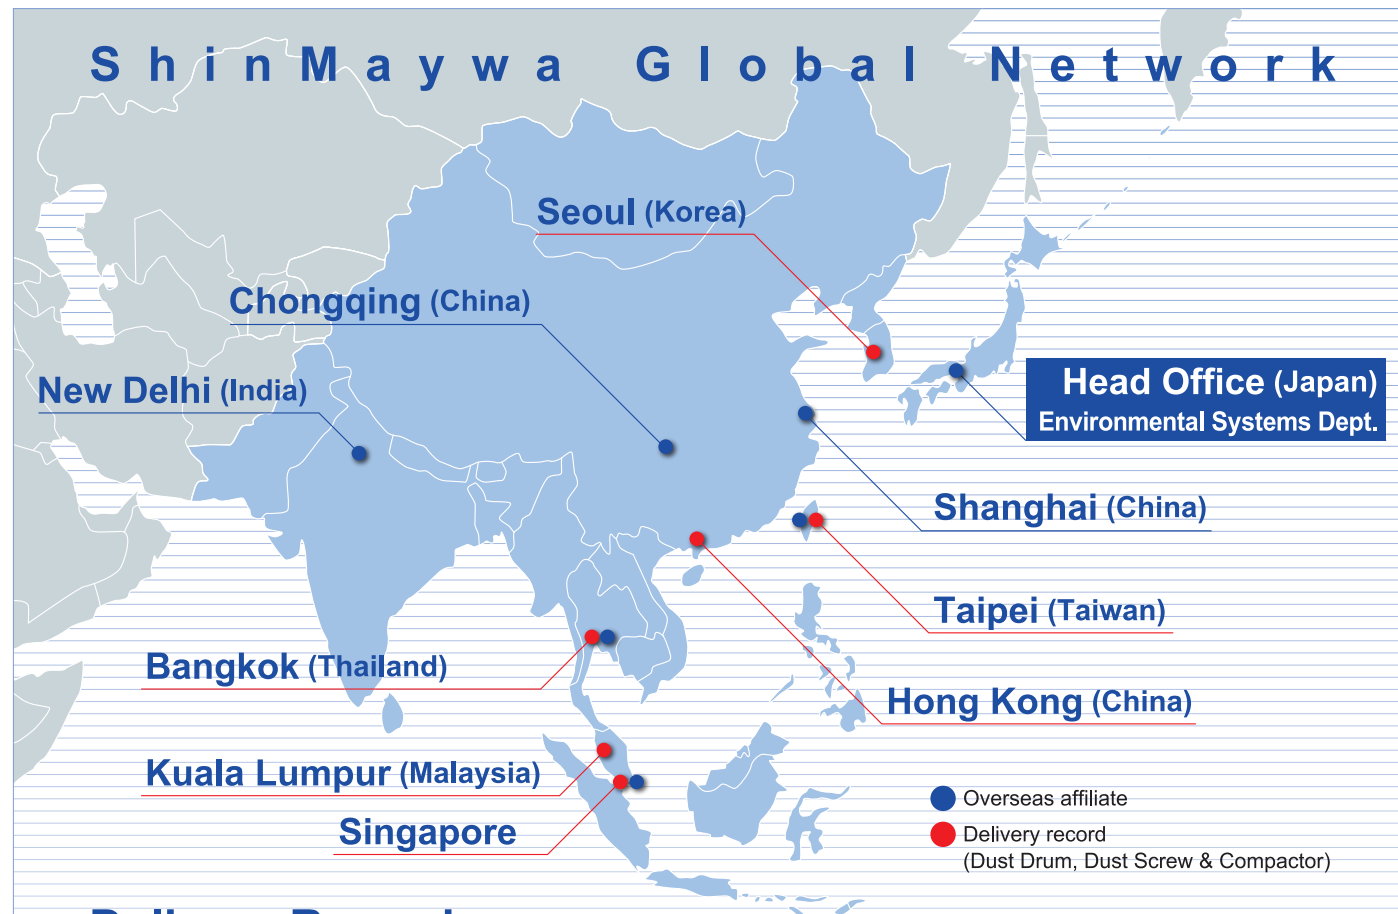 ShinMaywa Global Network
Seoul (Korea)
Chongqing (China)
New Delhi (India)
Head Office (Japan)
Environmental Systems Dept.
Shanghai (China)
Taipei (Taiwan)
Bangkok (Thailand)
Hong Kong (China)
Kuala Lumpur (Malaysia)
Singapore
Overseas affiliate
Delivery record
(Dust Drum, Dust Screw & Compactor)